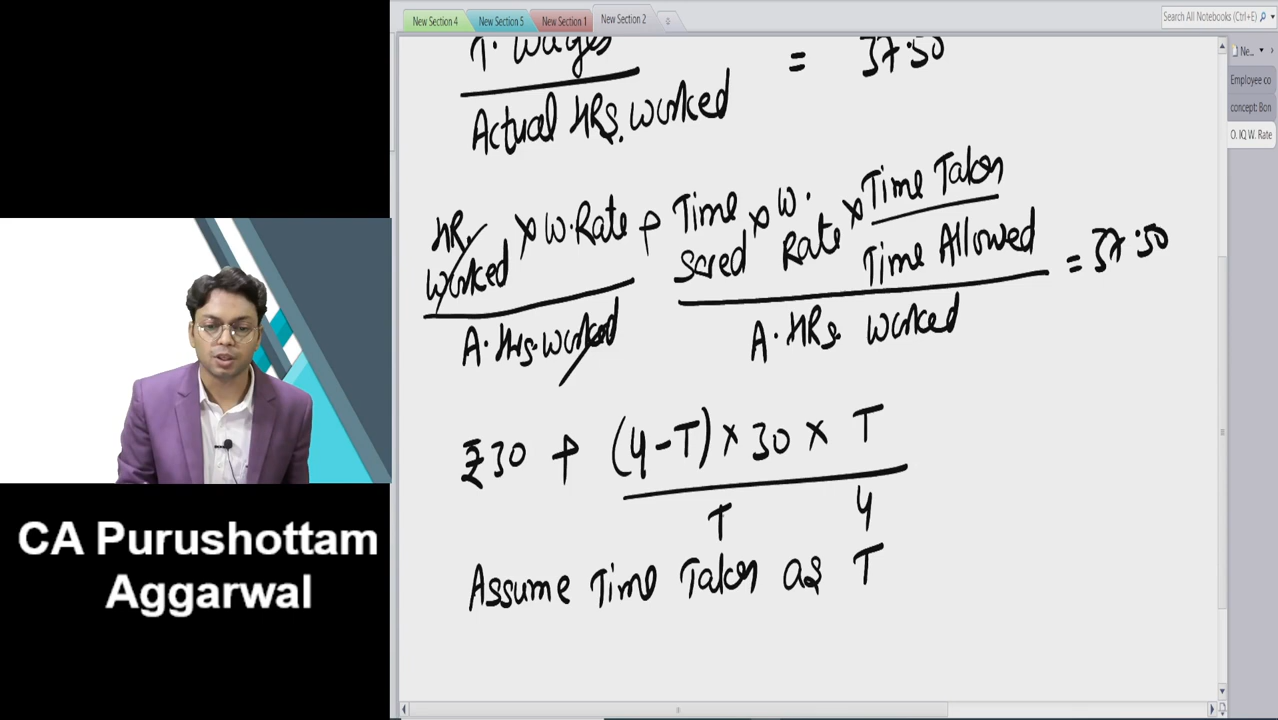 New Section 4
New Section 5
New Section 1
New Section 2
Search All Notebooks (Ctrl+E)
Ne...
Employee co
concept: Bon
O. IQ W. Rate
T. Wages
Actual HRs. worked
= 37.50
HRs worked × W. Rate + Time saved × W. Rate × Time Taken
Time Allowed
= 37.50
A. Hrs. worked
A. HRs. worked
₹30 + (4-T) × 30 × T
T 4
Assume Time Taken as T
CA Purushottam
Aggarwal